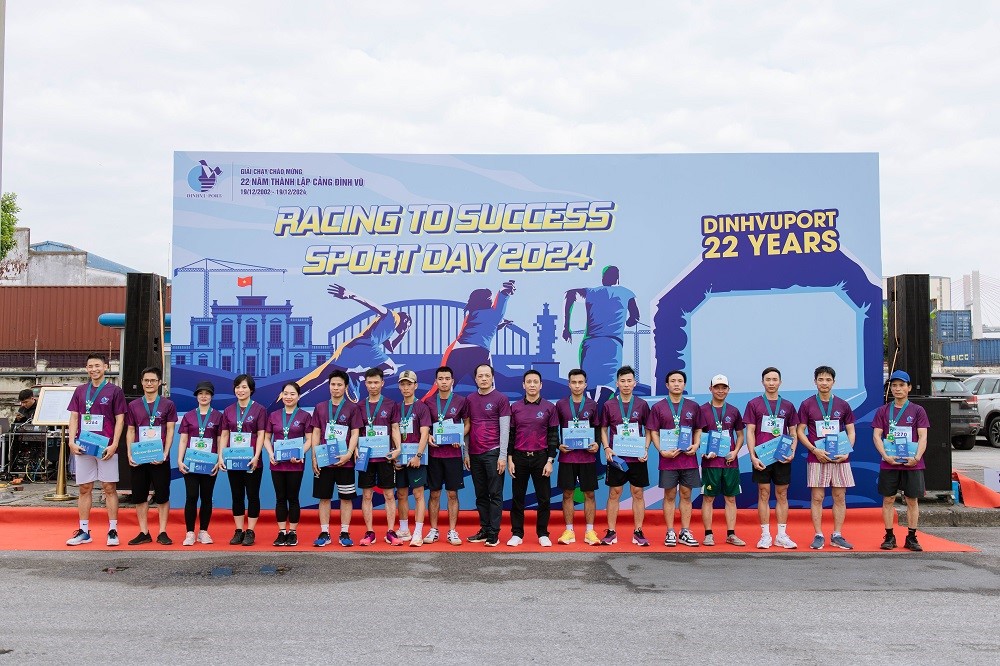 DINHVU PORT
GIẢI CHẠY CHÀO MỪNG
22 NĂM THÀNH LẬP CẢNG ĐÌNH VŨ
19/12/2002 - 19/12/2024
RACING TO SUCCESS
SPORT DAY 2024
DINHVUPORT
22 YEARS